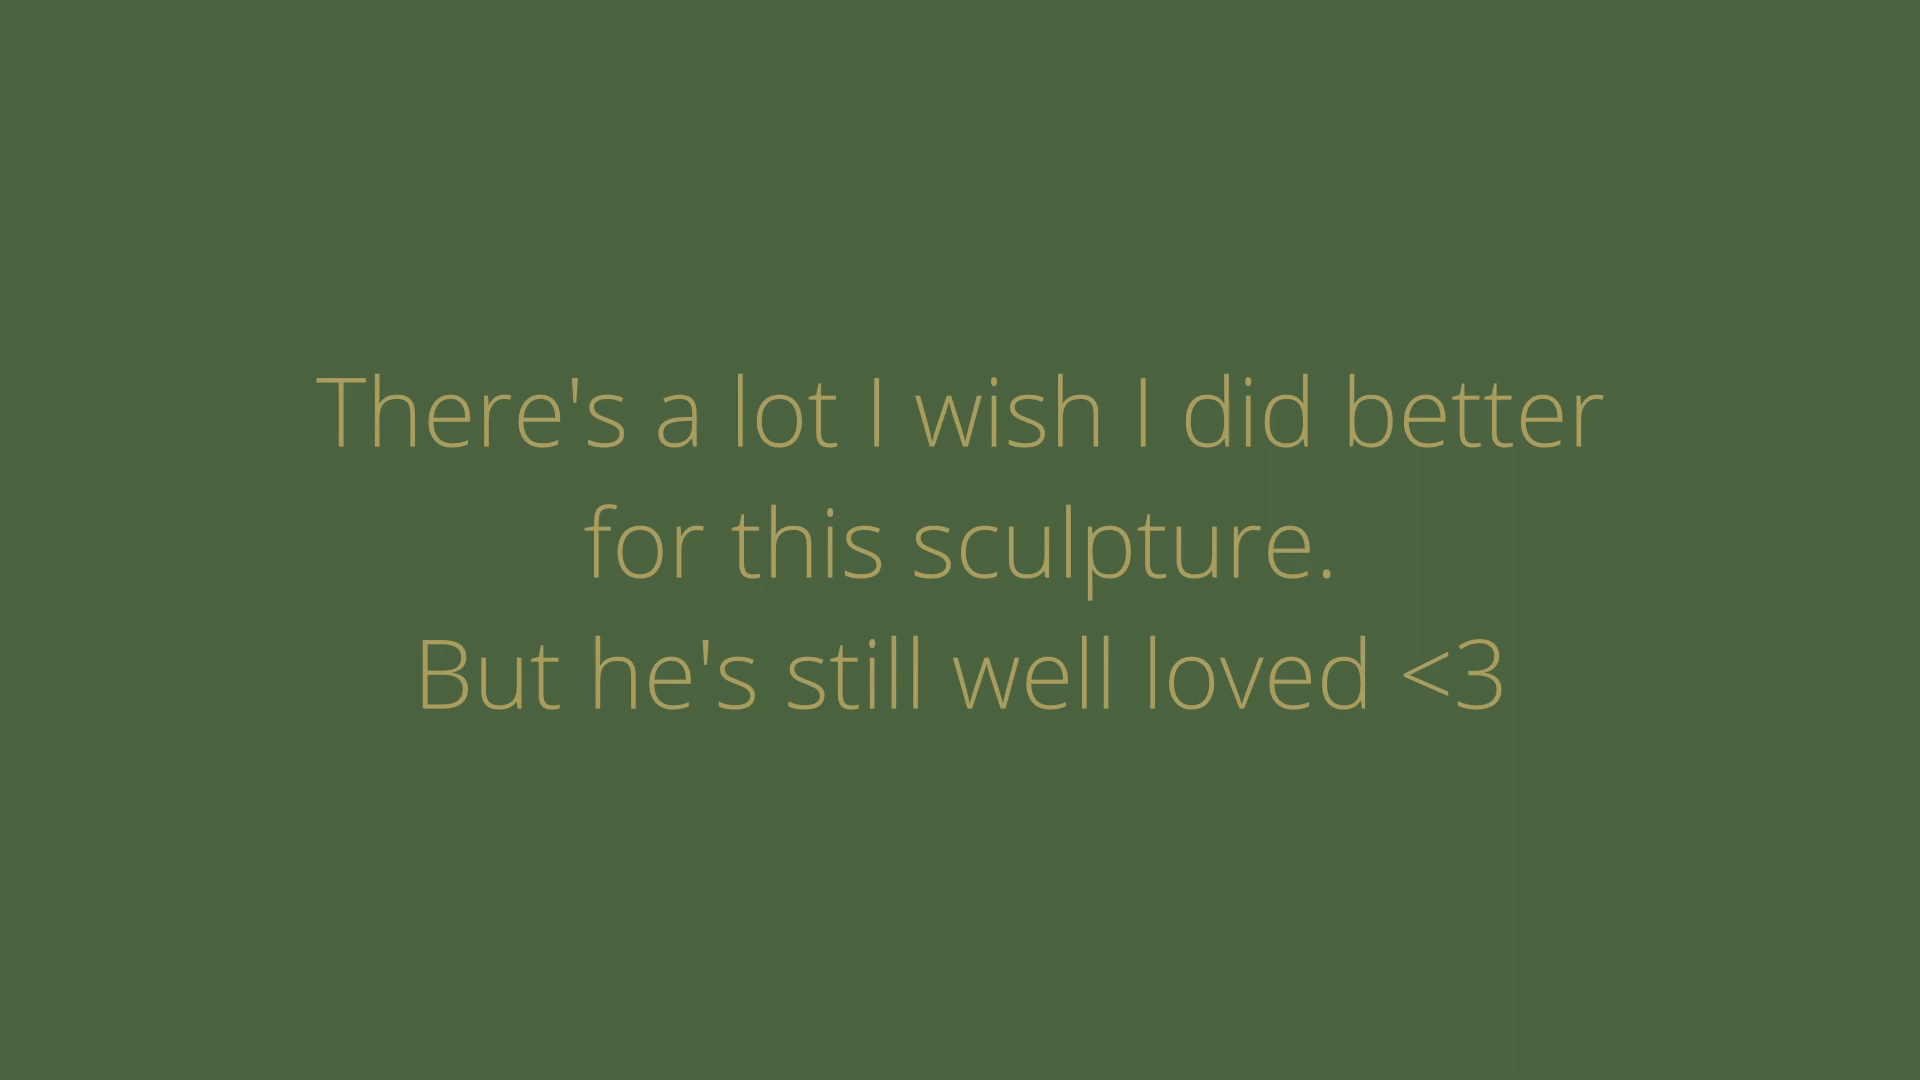 There's a lot I wish I did better
for this sculpture.
But he's still well loved <3